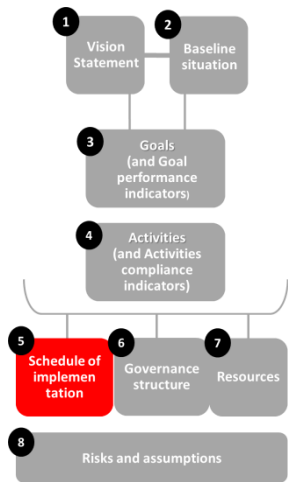 1
2
Vision
Statement
Baseline
situation
3
Goals
(and Goal
performance
indicators)
4
Activities
(and Activities
compliance
indicators)
5
Schedule of
implemen
tation
6
Governance
structure
7
Resources
8
Risks and assumptions